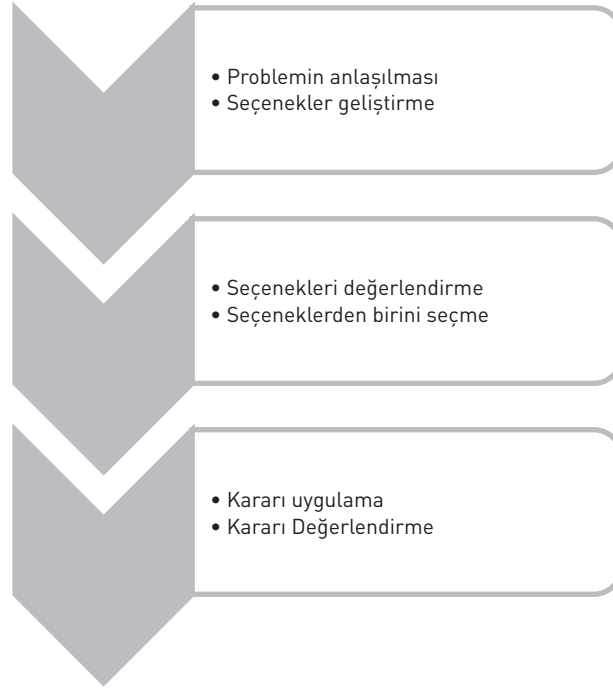 • Problemin anlaşılması
• Seçenekler geliştirme
• Seçenekleri değerlendirme
• Seçeneklerden birini seçme
• Kararı uygulama
• Kararı Değerlendirme